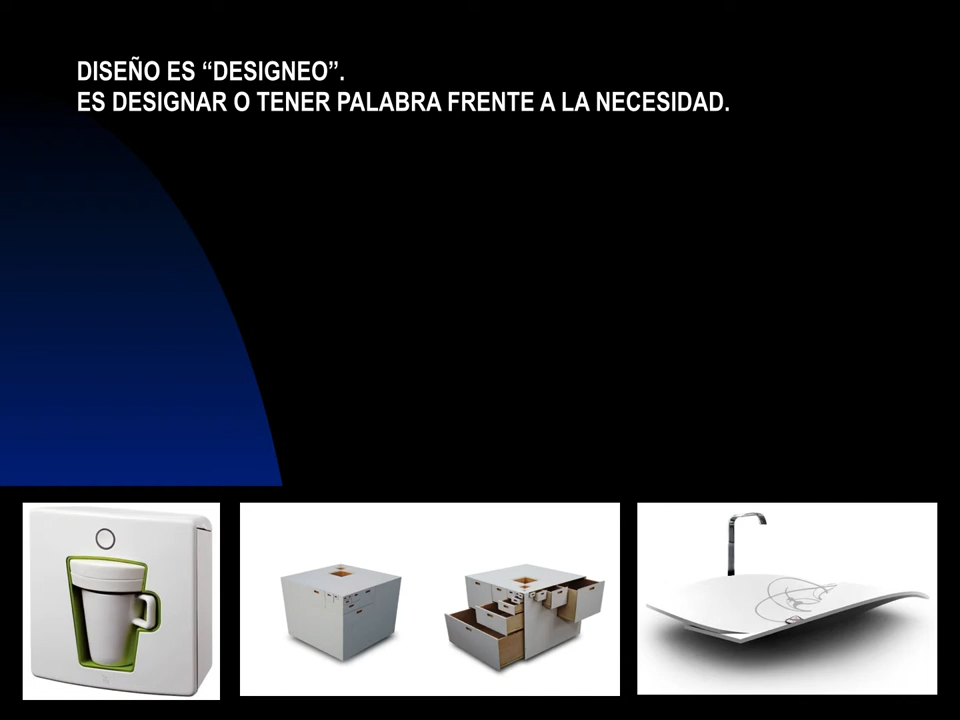 DISEÑO ES “DESIGNEO”.
ES DESIGNAR O TENER PALABRA FRENTE A LA NECESIDAD.